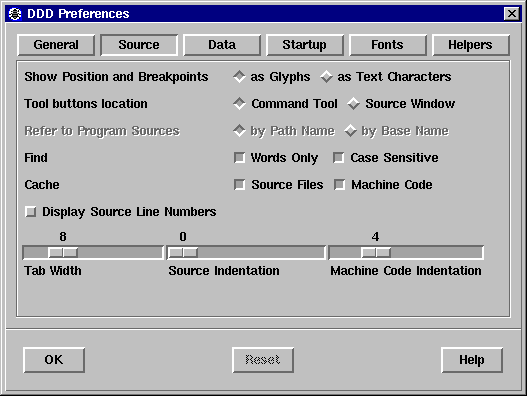 DDD Preferences
General Source Data Startup Fonts Helpers
Show Position and Breakpoints as Glyphs as Text Characters
Tool buttons location Command Tool Source Window
Refer to Program Sources by Path Name by Base Name
Find Words Only Case Sensitive
Cache Source Files Machine Code
Display Source Line Numbers
8 0 4
Tab Width Source Indentation Machine Code Indentation
OK Reset Help